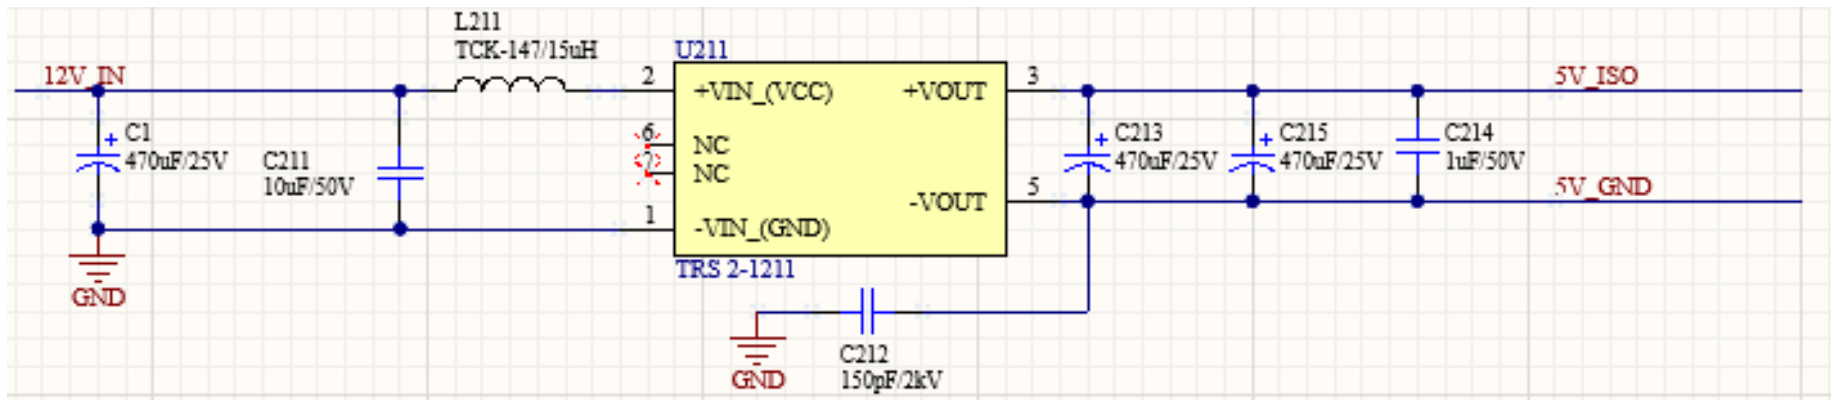 L211
TCK-147/15uH
U211
12V_IN
2
+VIN_(VCC)
+VOUT
3
5V_ISO
C1
470uF/25V
C211
10uF/50V
6
NC
7
NC
C213
470uF/25V
C215
470uF/25V
C214
1uF/50V
1
-VIN_(GND)
-VOUT
5
5V_GND
TRS 2-1211
GND
GND
C212
150pF/2kV